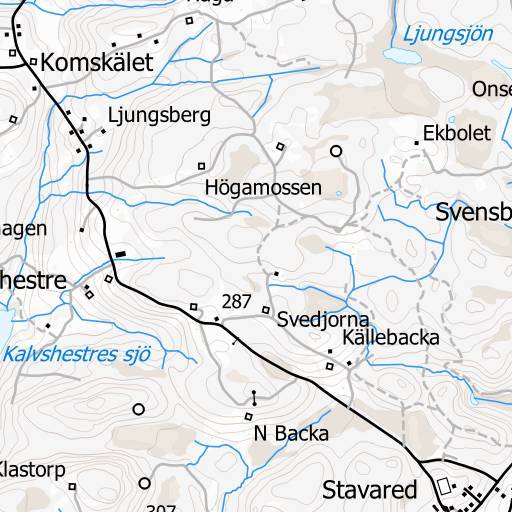 Ljungsjön
Komskälet
Onse
Ljungsberg
Ekbolet
Högamossen
Svensb
agen
hestre
287
Svedjorna
Källebacka
Kalvshestres sjö
N Backa
Klastorp
Stavared
307